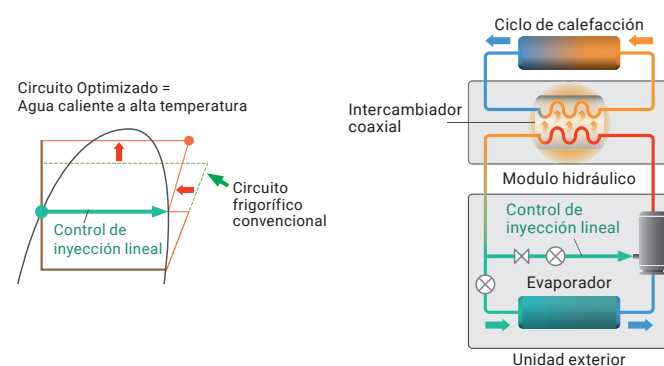 Circuito Optimizado =
Agua caliente a alta temperatura
Circuito
frigorífico
convencional
Control de
inyección lineal
Ciclo de calefacción
Intercambiador
coaxial
Modulo hidráulico
Control de
inyección lineal
Evaporador
Unidad exterior